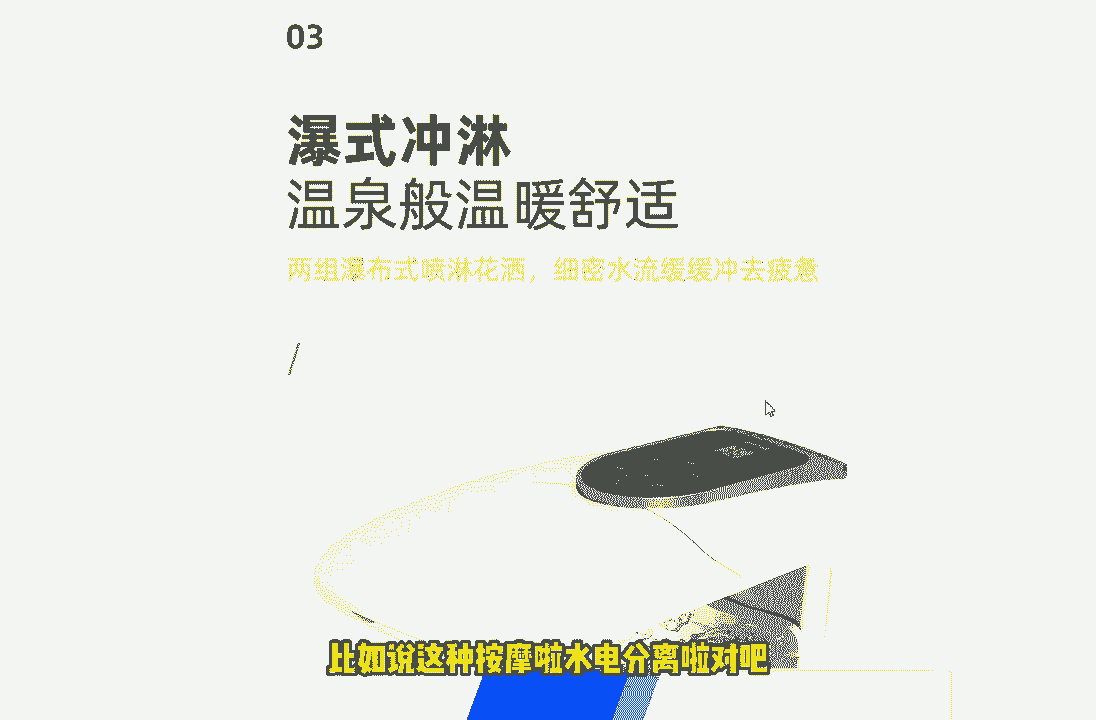 03
瀑式冲淋
温泉般温暖舒适
两组瀑布式喷淋花洒，细密水流缓缓冲去疲惫
/
比如说这种按摩啦水电分离啦对吧